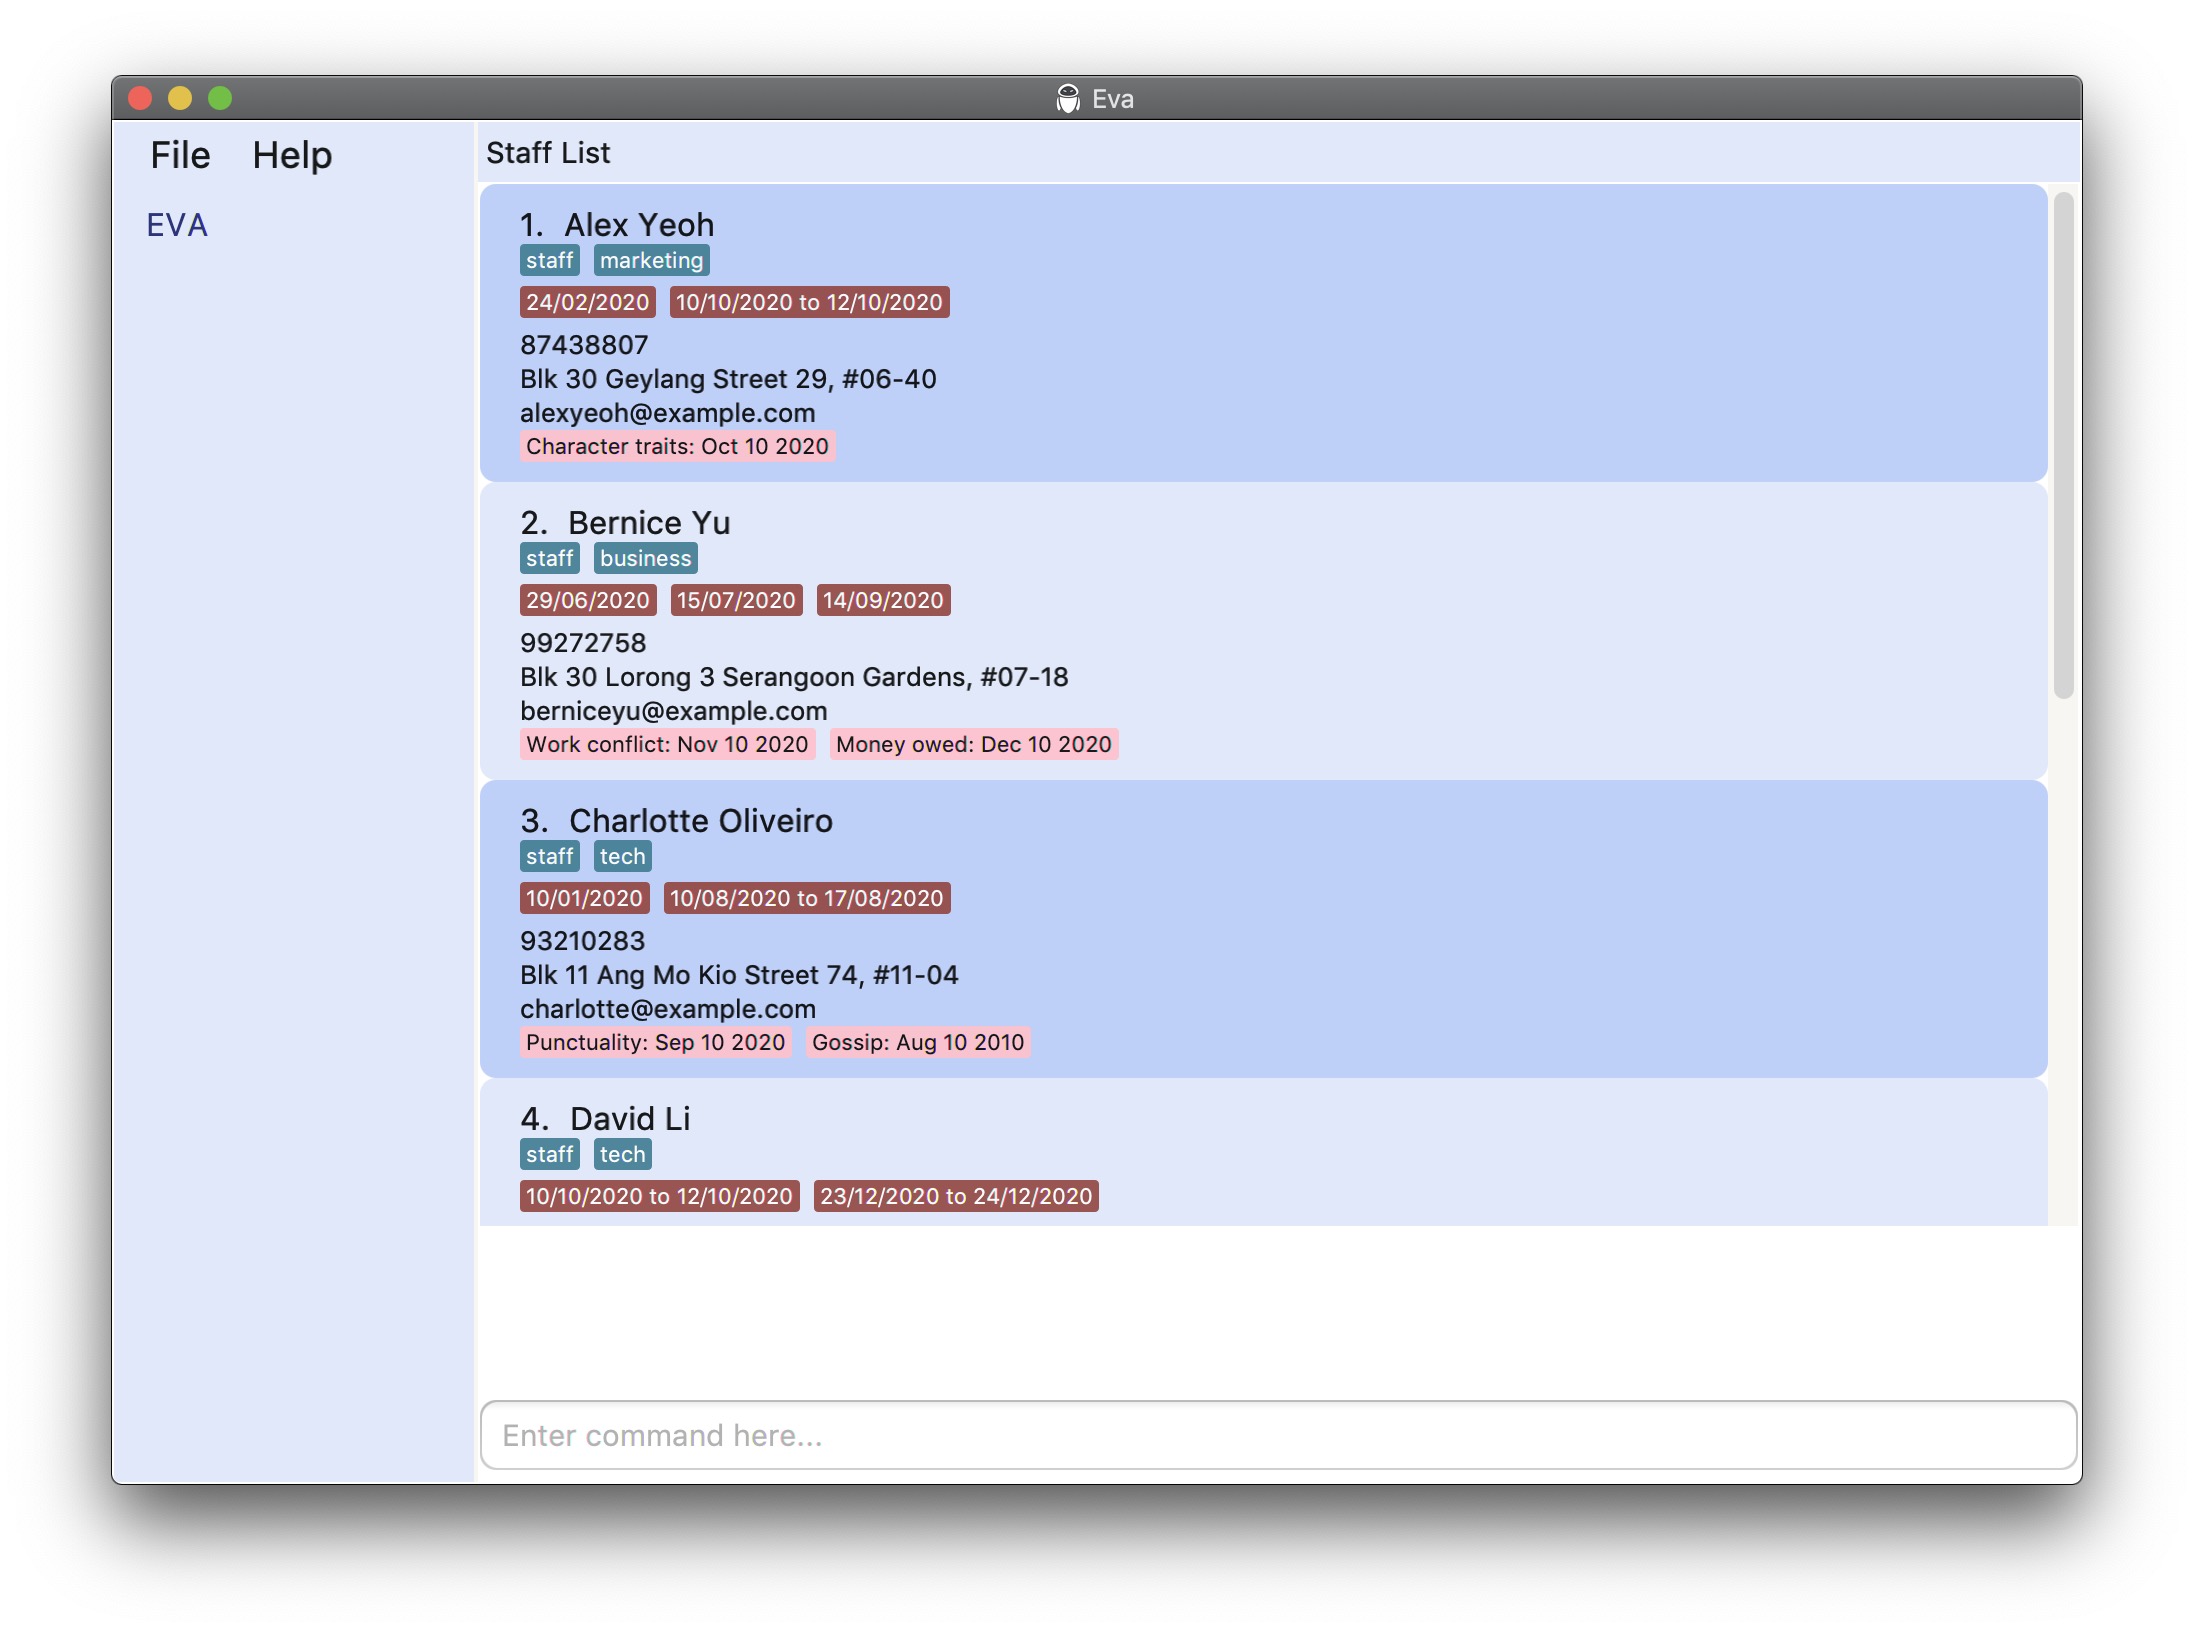 Eva
File Help
EVA
Staff List
1. Alex Yeoh
staff marketing
24/02/2020 10/10/2020 to 12/10/2020
87438807
Blk 30 Geylang Street 29, #06-40
alexyeoh@example.com
Character traits: Oct 10 2020
2. Bernice Yu
staff business
29/06/2020 15/07/2020 14/09/2020
99272758
Blk 30 Lorong 3 Serangoon Gardens, #07-18
berniceyu@example.com
Work conflict: Nov 10 2020 Money owed: Dec 10 2020
3. Charlotte Oliveiro
staff tech
10/01/2020 10/08/2020 to 17/08/2020
93210283
Blk 11 Ang Mo Kio Street 74, #11-04
charlotte@example.com
Punctuality: Sep 10 2020 Gossip: Aug 10 2010
4. David Li
staff tech
10/10/2020 to 12/10/2020 23/12/2020 to 24/12/2020
Enter command here...